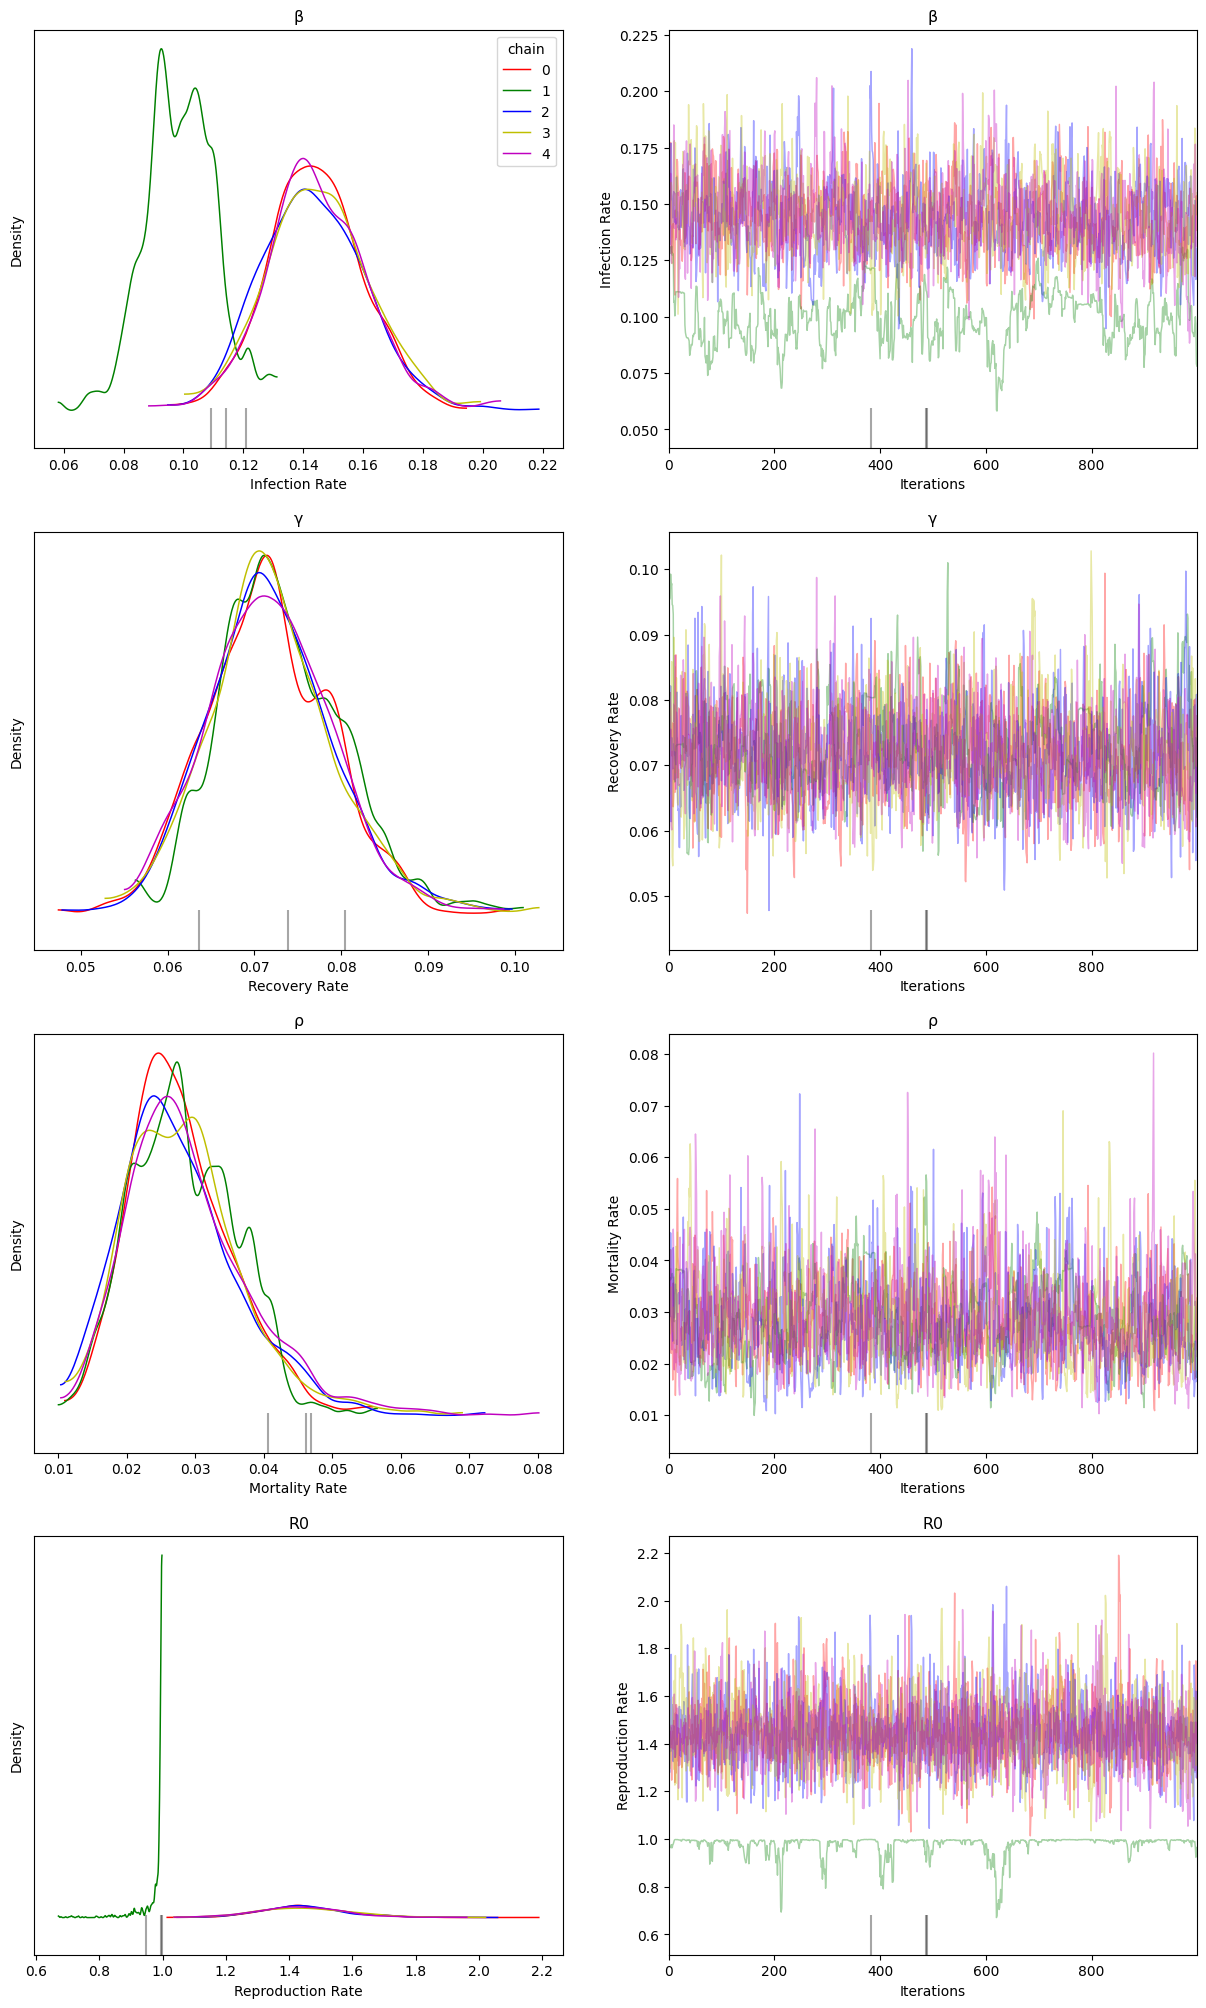 β
Density
chain
0
1
2
3
4
0.06 0.08 0.10 0.12 0.14 0.16 0.18 0.20 0.22
Infection Rate
β
Infection Rate
0.225
0.200
0.175
0.150
0.125
0.100
0.075
0.050
0 200 400 600 800
Iterations
γ
Density
0.05 0.06 0.07 0.08 0.09 0.10
Recovery Rate
γ
Recovery Rate
0.10
0.09
0.08
0.07
0.06
0.05
0 200 400 600 800
Iterations
ρ
Density
0.01 0.02 0.03 0.04 0.05 0.06 0.07 0.08
Mortality Rate
ρ
Mortality Rate
0.08
0.07
0.06
0.05
0.04
0.03
0.02
0.01
0 200 400 600 800
Iterations
R0
Density
0.6 0.8 1.0 1.2 1.4 1.6 1.8 2.0 2.2
Reproduction Rate
R0
Reproduction Rate
2.2
2.0
1.8
1.6
1.4
1.2
1.0
0.8
0.6
0 200 400 600 800
Iterations